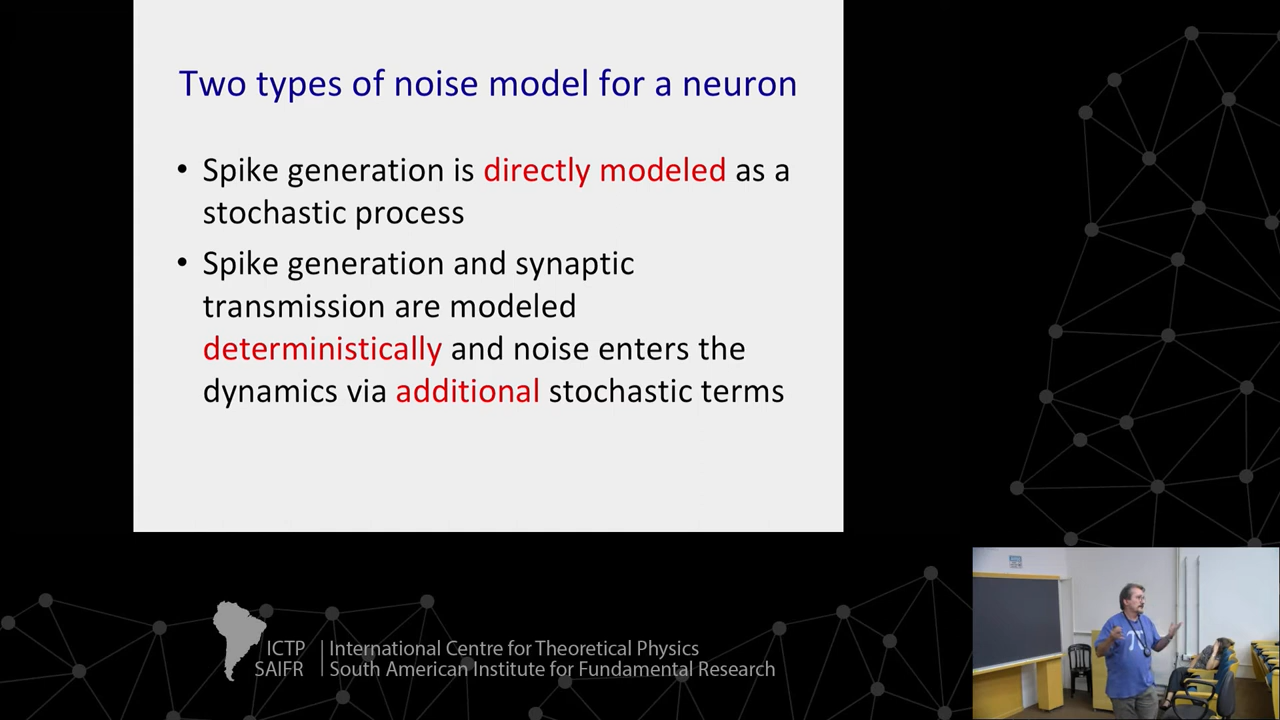 Two types of noise model for a neuron
• Spike generation is directly modeled as a
stochastic process
• Spike generation and synaptic
transmission are modeled
deterministically and noise enters the
dynamics via additional stochastic terms
ICTP | International Centre for Theoretical Physics
SAIFR | South American Institute for Fundamental Research
π